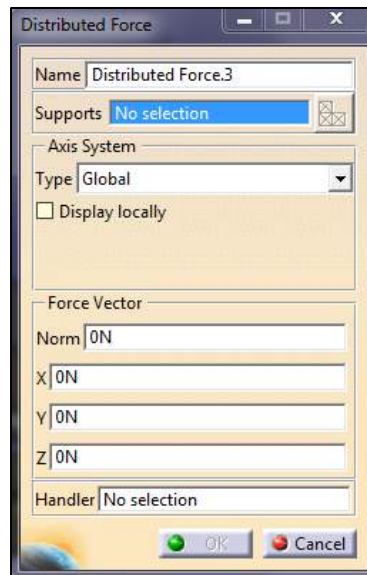 Distributed Force
Name Distributed Force.3
Supports No selection
Axis System
Type Global
Display locally
Force Vector
Norm 0N
X 0N
Y 0N
Z 0N
Handler No selection
OK Cancel